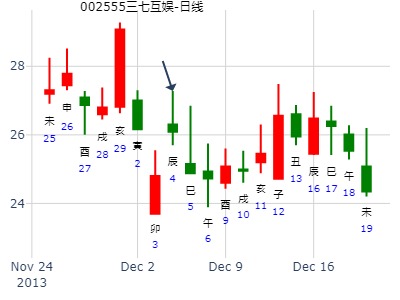 002555三七互娱-日线
28
26
24
未
25
申
26
酉
27
戌
28
亥
29
寅
2
卯
3
辰
4
巳
5
午
6
酉
9
戌
10
亥
11
子
12
丑
13
辰
16
巳
17
午
18
未
19
Nov 24
2013
Dec 2
Dec 9
Dec 16